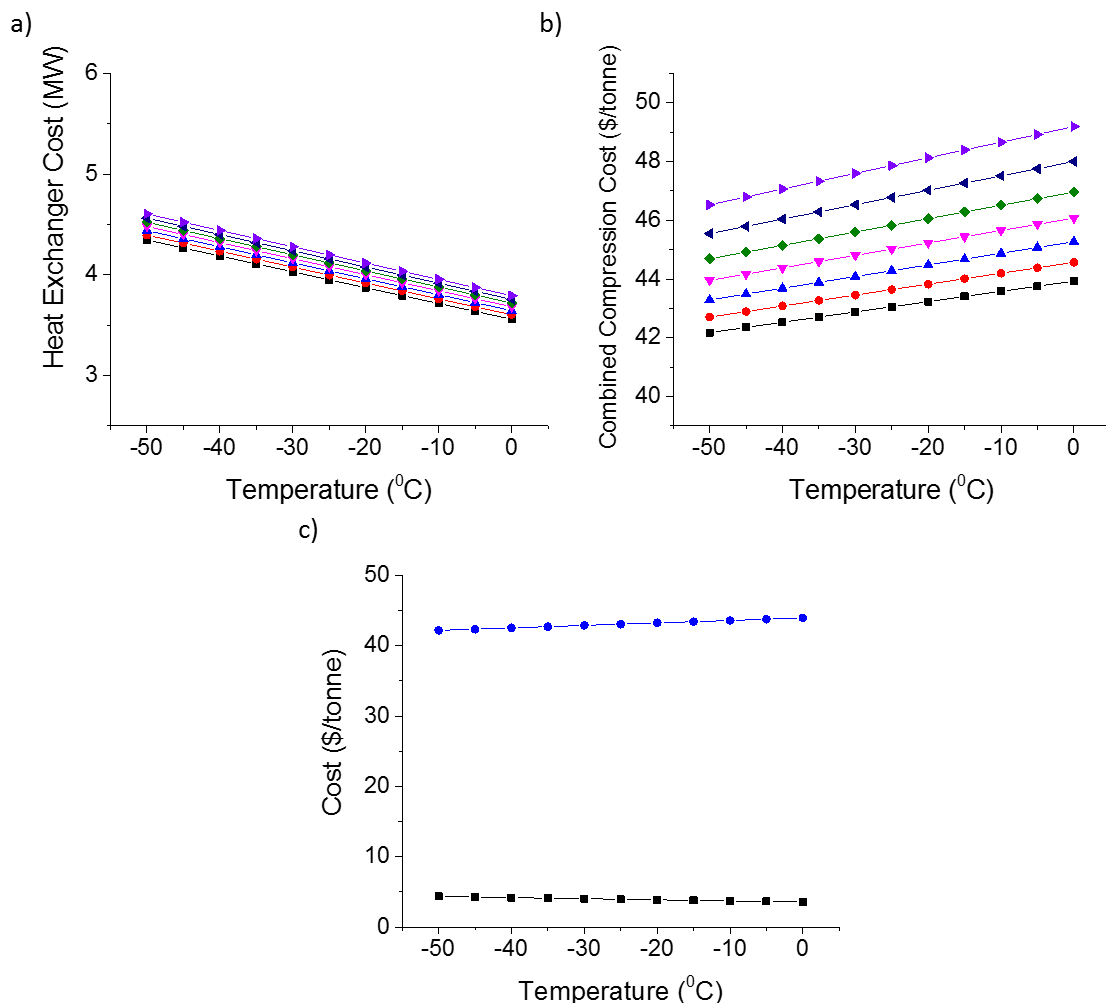 a)
Heat Exchanger Cost (MW)
6
5
4
3
-50 -40 -30 -20 -10 0
Temperature (⁰C)
b)
Combined Compression Cost ($/tonne)
50
48
46
44
42
40
-50 -40 -30 -20 -10 0
Temperature (⁰C)
c)
Cost ($/tonne)
50
40
30
20
10
0
-50 -40 -30 -20 -10 0
Temperature (⁰C)